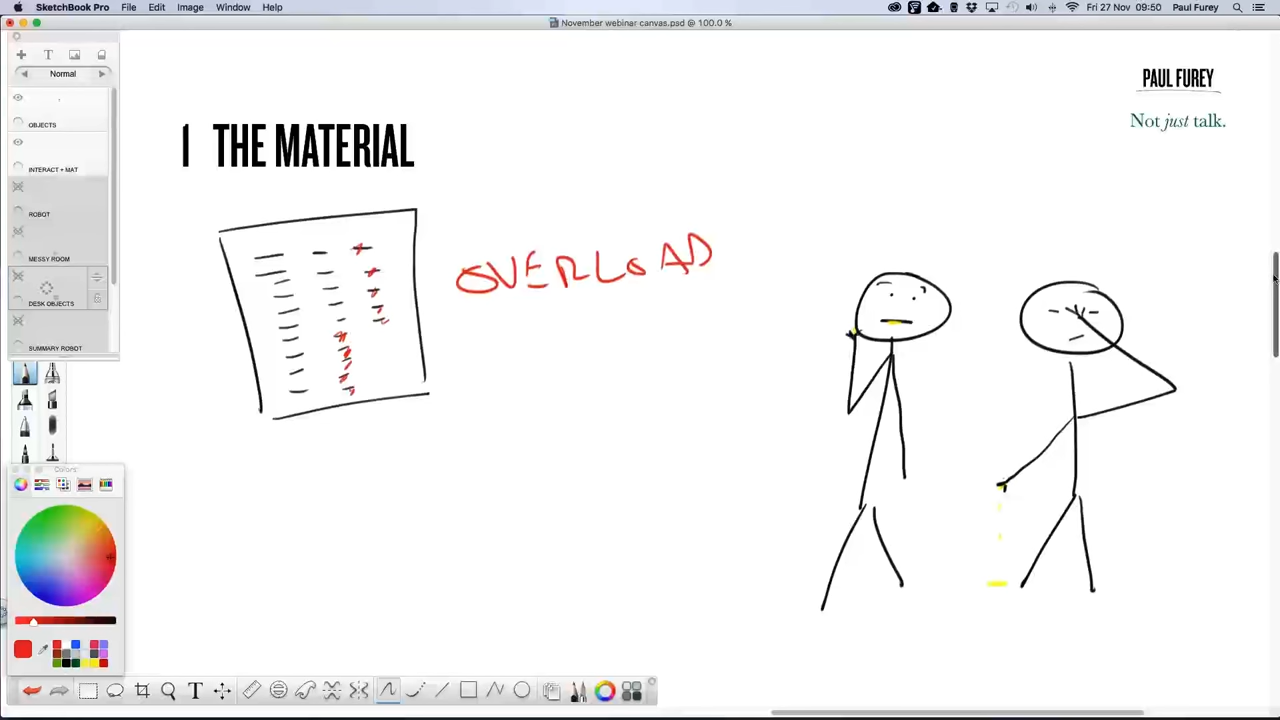 SketchBook Pro File Edit Image Window Help
Fri 27 Nov 09:50 Paul Furey
November webinar canvas.psd @ 100.0 %
Normal
OBJECTS
INTERACT + MAT
ROBOT
MESSY ROOM
DESK OBJECTS
SUMMARY ROBOT
Colors
PAUL FUREY
Not just talk.
1 THE MATERIAL
OVERLOAD
T